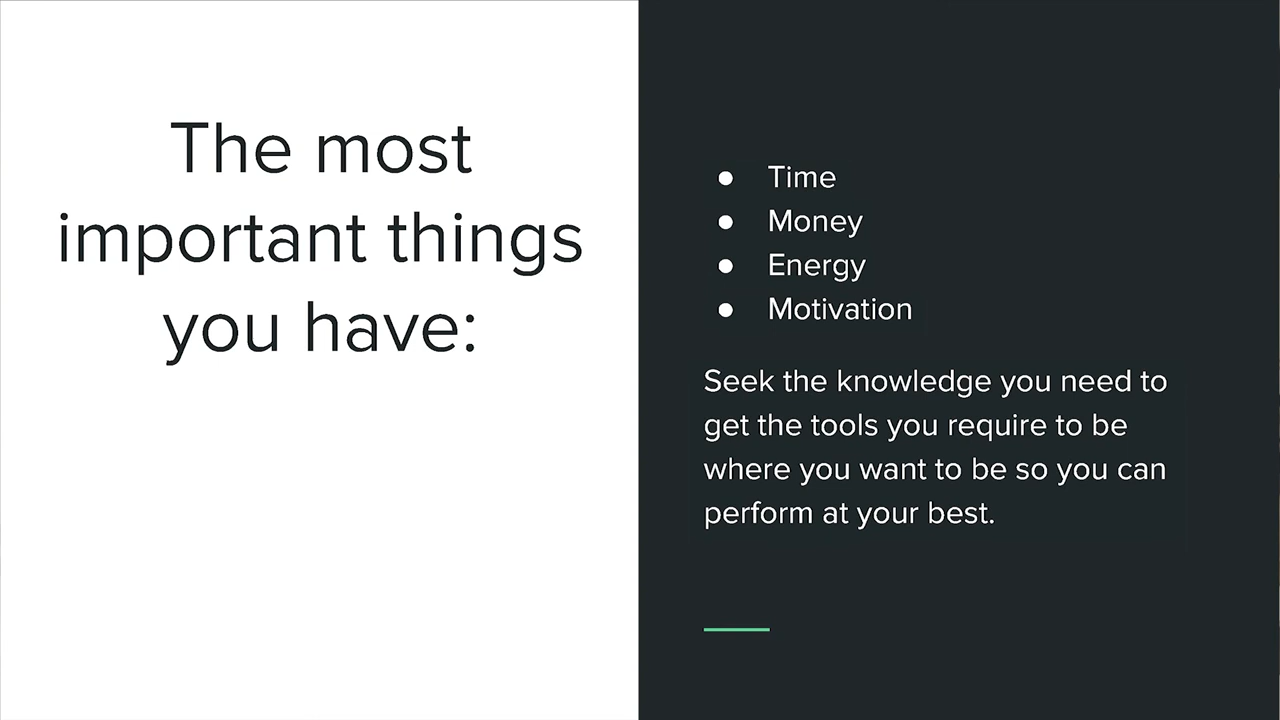 The most
important things
you have:
● Time
● Money
● Energy
● Motivation
Seek the knowledge you need to
get the tools you require to be
where you want to be so you can
perform at your best.